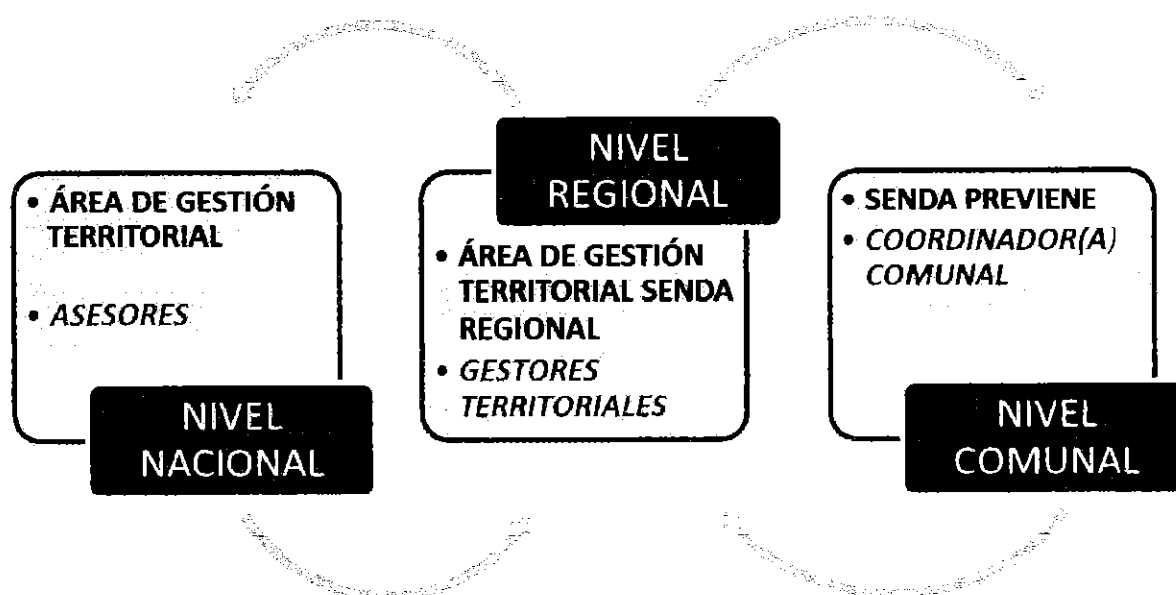 • ÁREA DE GESTIÓN
TERRITORIAL
• ASESORES
NIVEL
NACIONAL
NIVEL
REGIONAL
• ÁREA DE GESTIÓN
TERRITORIAL SENDA
REGIONAL
• GESTORES
TERRITORIALES
• SENDA PREVIENE
• COORDINADOR(A)
COMUNAL
NIVEL
COMUNAL